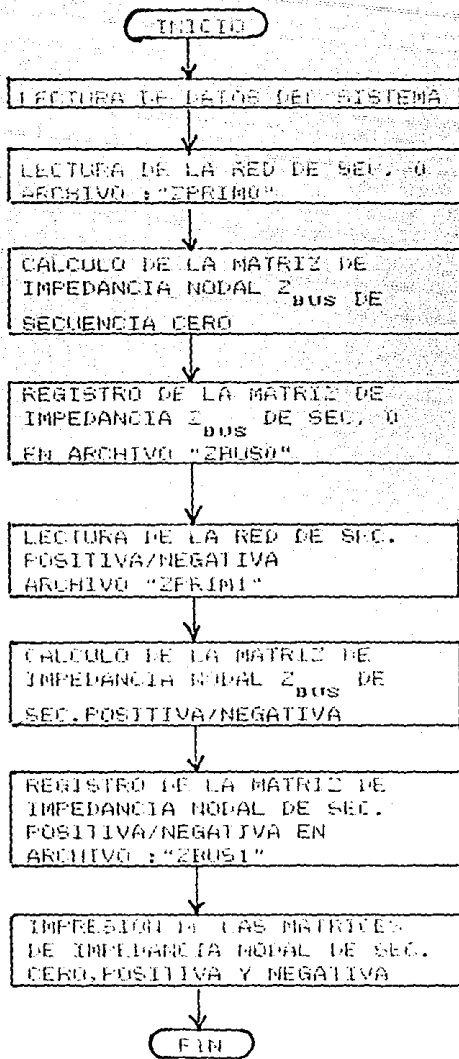 INICIO
LECTURA DE DATOS DEL SISTEMA
LECTURA DE LA RED DE SEC. 0
ARCHIVO :"ZPRIM0"
CALCULO DE LA MATRIZ DE
IMPEDANCIA NODAL Z BUS DE
SECUENCIA CERO
REGISTRO DE LA MATRIZ DE
IMPEDANCIA Z BUS DE SEC. 0
EN ARCHIVO "ZBUS0"
LECTURA DE LA RED DE SEC.
POSITIVA/NEGATIVA
ARCHIVO "ZPRIM1"
CALCULO DE LA MATRIZ DE
IMPEDANCIA NODAL Z BUS DE
SEC.POSITIVA/NEGATIVA
REGISTRO DE LA MATRIZ DE
IMPEDANCIA NODAL DE SEC.
POSITIVA/NEGATIVA EN
ARCHIVO :"ZBUS1"
IMPRESION DE LAS MATRICES
DE IMPEDANCIA NODAL DE SEC.
CERO,POSITIVA Y NEGATIVA
FIN